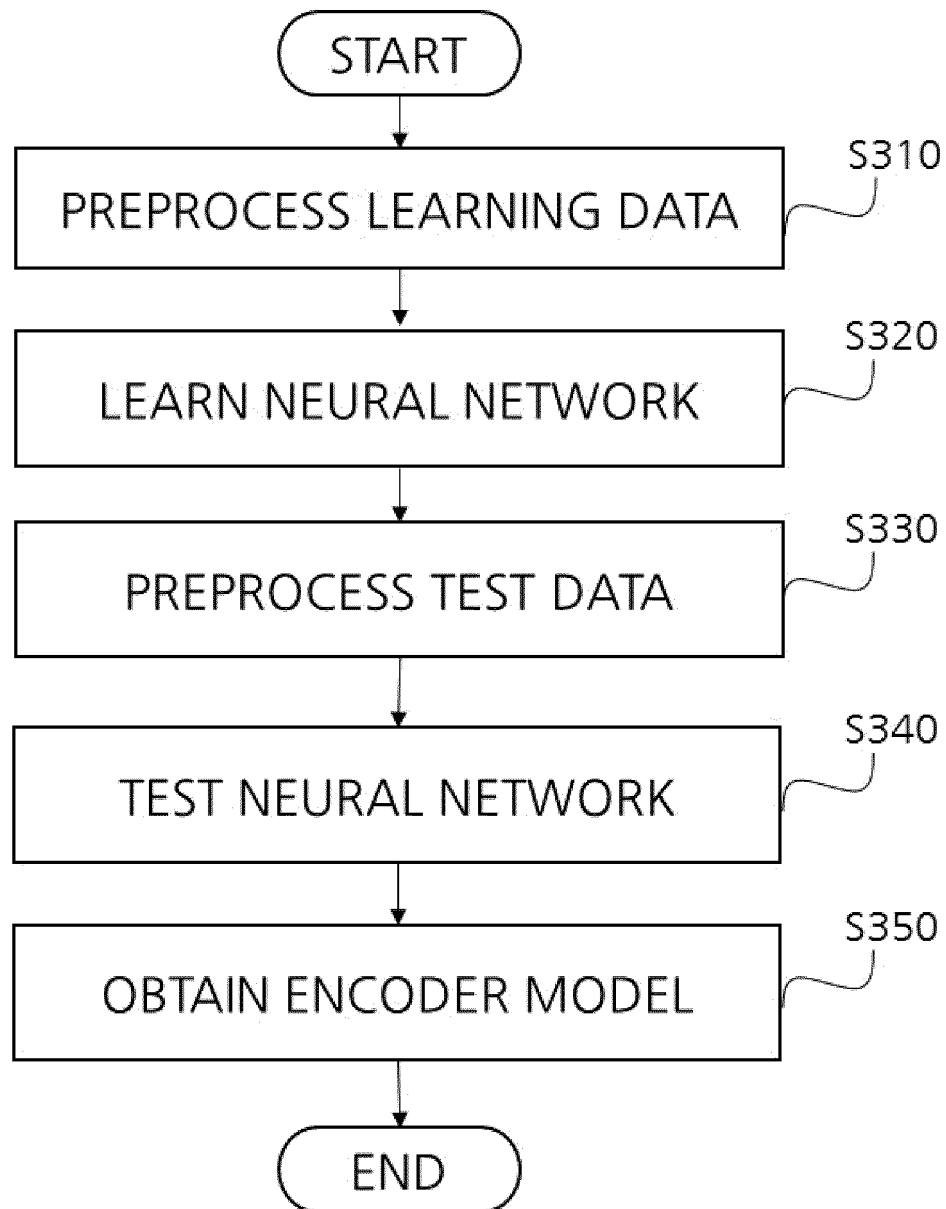 START
S310
PREPROCESS LEARNING DATA
S320
LEARN NEURAL NETWORK
S330
PREPROCESS TEST DATA
S340
TEST NEURAL NETWORK
S350
OBTAIN ENCODER MODEL
END